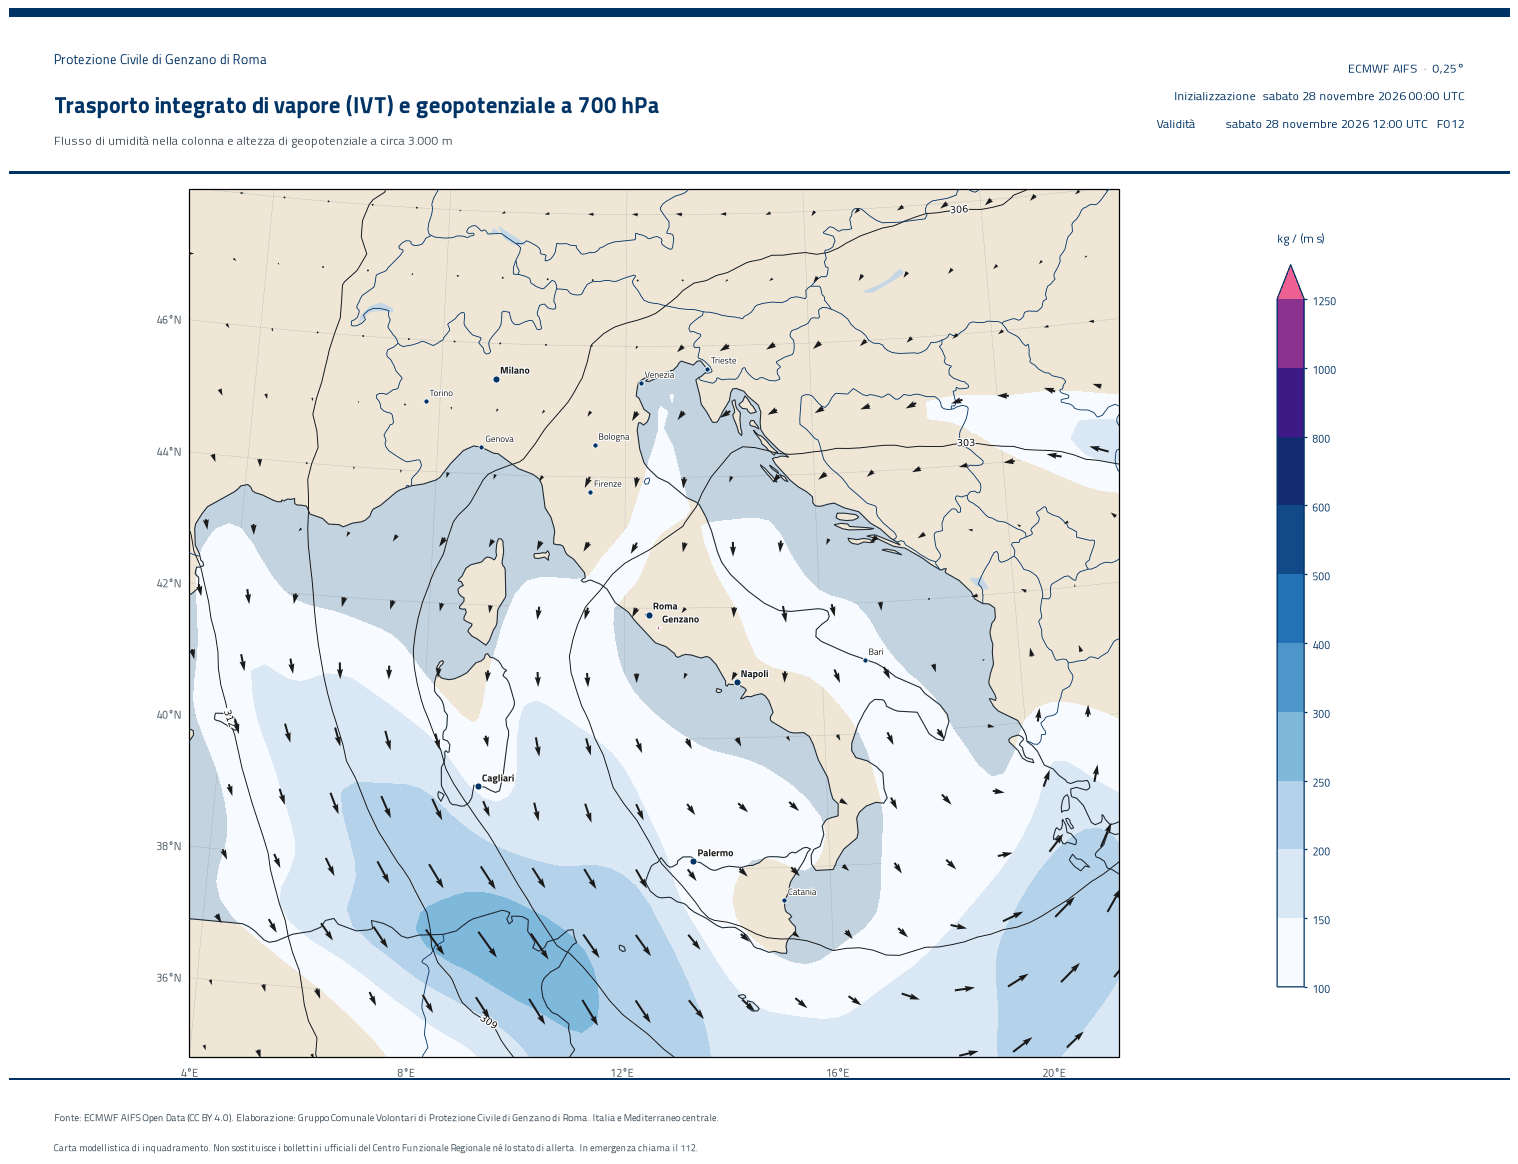 Protezione Civile di Genzano di Roma
Trasporto integrato di vapore (IVT) e geopotenziale a 700 hPa
Flusso di umidità nella colonna e altezza di geopotenziale a circa 3.000 m
ECMWF AIFS · 0,25°
Inizializzazione sabato 28 novembre 2026 00:00 UTC
Validità sabato 28 novembre 2026 12:00 UTC F012
306
46°N
Milano
Torino
Venezia
Trieste
Genova
Bologna
303
44°N
Firenze
42°N
Roma
Genzano
Bari
Napoli
312
40°N
Cagliari
38°N
Palermo
Catania
36°N
309
4°E
8°E
12°E
16°E
20°E
kg / (m s)
1250
1000
800
600
500
400
300
250
200
150
100
Fonte: ECMWF AIFS Open Data (CC BY 4.0). Elaborazione: Gruppo Comunale Volontari di Protezione Civile di Genzano di Roma. Italia e Mediterraneo centrale.
Carta modellistica di inquadramento. Non sostituisce i bollettini ufficiali del Centro Funzionale Regionale né lo stato di allerta. In emergenza chiama il 112.